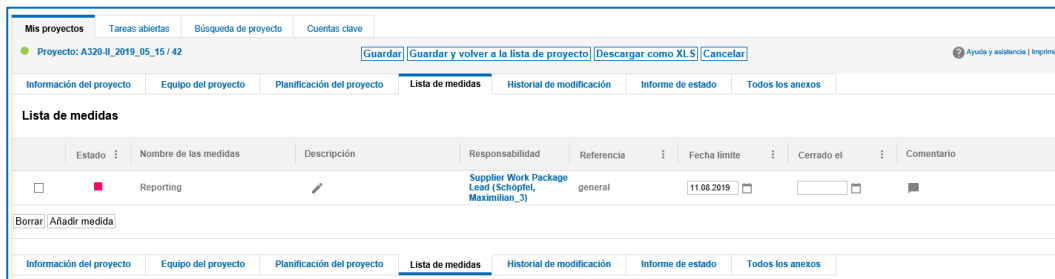 Mis proyectos Tareas abiertas Búsqueda de proyecto Cuentas clave
Proyecto: A320-II_2019_05_15 / 42 Guardar Guardar y volver a la lista de proyecto Descargar como XLS Cancelar Ayuda y asistencia | Imprimi
Información del proyecto Equipo del proyecto Planificación del proyecto Lista de medidas Historial de modificación Informe de estado Todos los anexos
Lista de medidas
Estado Nombre de las medidas Descripción Responsabilidad Referencia Fecha límite Cerrado el Comentario
Reporting Supplier Work Package Lead (Schöpfel, Maximilian_3) general 11.08.2019
Borrar Añadir medida
Información del proyecto Equipo del proyecto Planificación del proyecto Lista de medidas Historial de modificación Informe de estado Todos los anexos